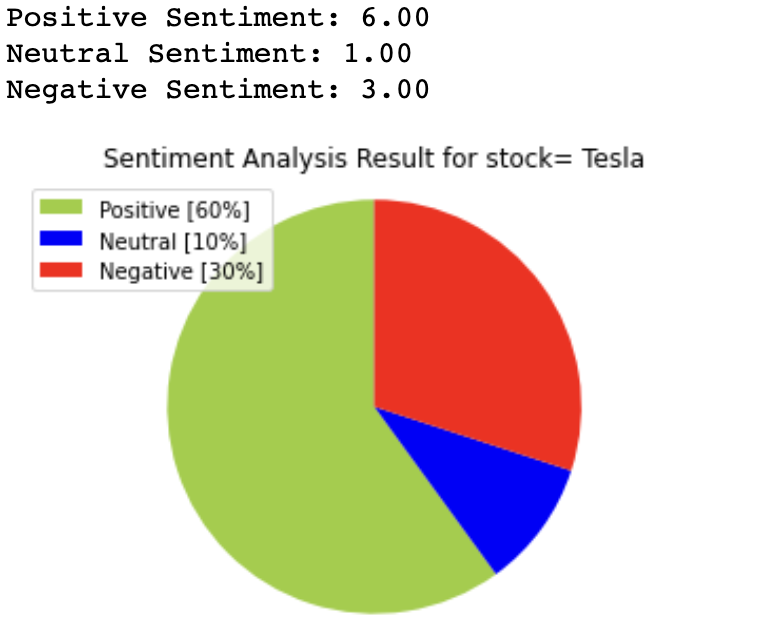 Positive Sentiment: 6.00
Neutral Sentiment: 1.00
Negative Sentiment: 3.00
Sentiment Analysis Result for stock= Tesla
Positive [60%]
Neutral [10%]
Negative [30%]